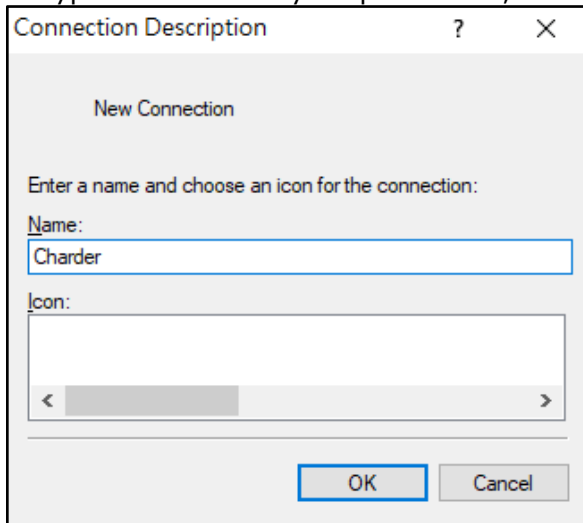 Connection Description ? ×
New Connection
Enter a name and choose an icon for the connection:
Name:
Charder
Icon:
< >
OK Cancel